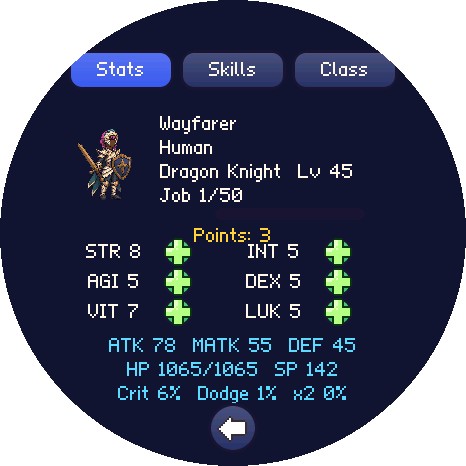 Stats Skills Class
Wayfarer
Human
Dragon Knight Lv 45
Job 1/50
Points: 3
STR 8 INT 5
AGI 5 DEX 5
VIT 7 LUK 5
ATK 78 MATK 55 DEF 45
HP 1065/1065 SP 142
Crit 6% Dodge 1% x2 0%